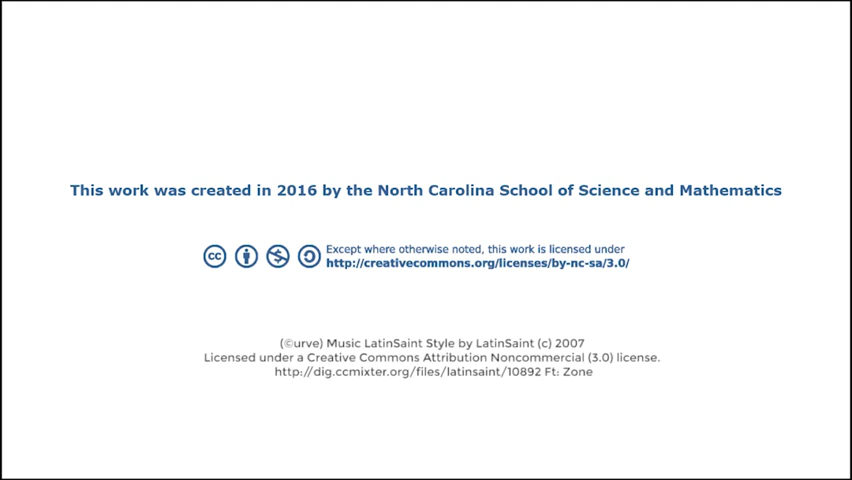 This work was created in 2016 by the North Carolina School of Science and Mathematics
cc
Except where otherwise noted, this work is licensed under
http://creativecommons.org/licenses/by-nc-sa/3.0/
(©urve) Music LatinSaint Style by LatinSaint (c) 2007
Licensed under a Creative Commons Attribution Noncommercial (3.0) license.
http://dig.ccmixter.org/files/latinsaint/10892 Ft: Zone